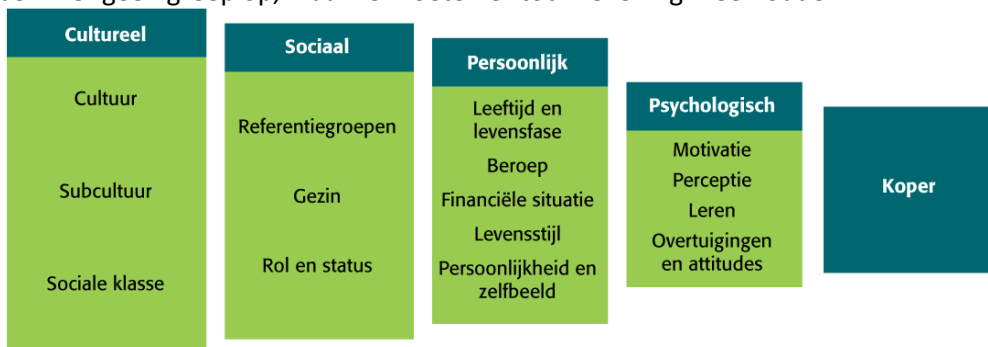 Cultureel
Cultuur
Subcultuur
Sociale klasse
Sociaal
Referentiegroepen
Gezin
Rol en status
Persoonlijk
Leeftijd en
levensfase
Beroep
Financiële situatie
Levensstijl
Persoonlijkheid en
zelfbeeld
Psychologisch
Motivatie
Perceptie
Leren
Overtuigingen
en attitudes
Koper